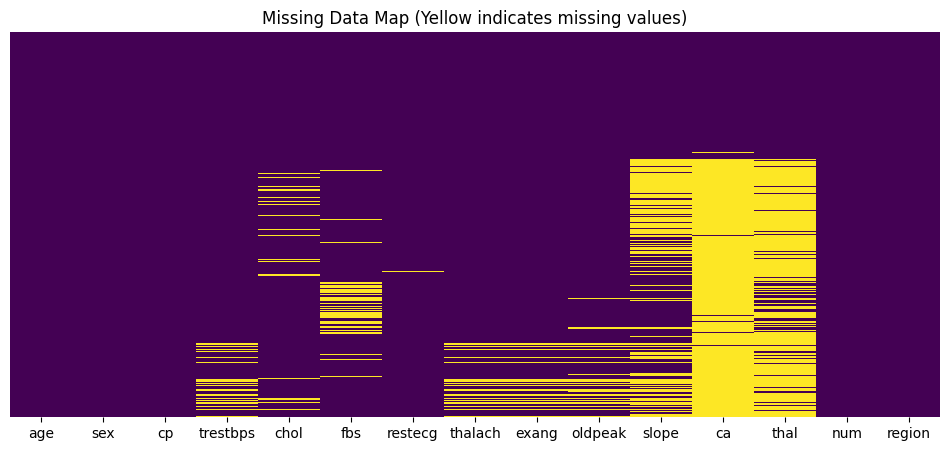 Missing Data Map (Yellow indicates missing values)
age sex cp trestbps chol fbs restecg thalach exang oldpeak slope ca thal num region